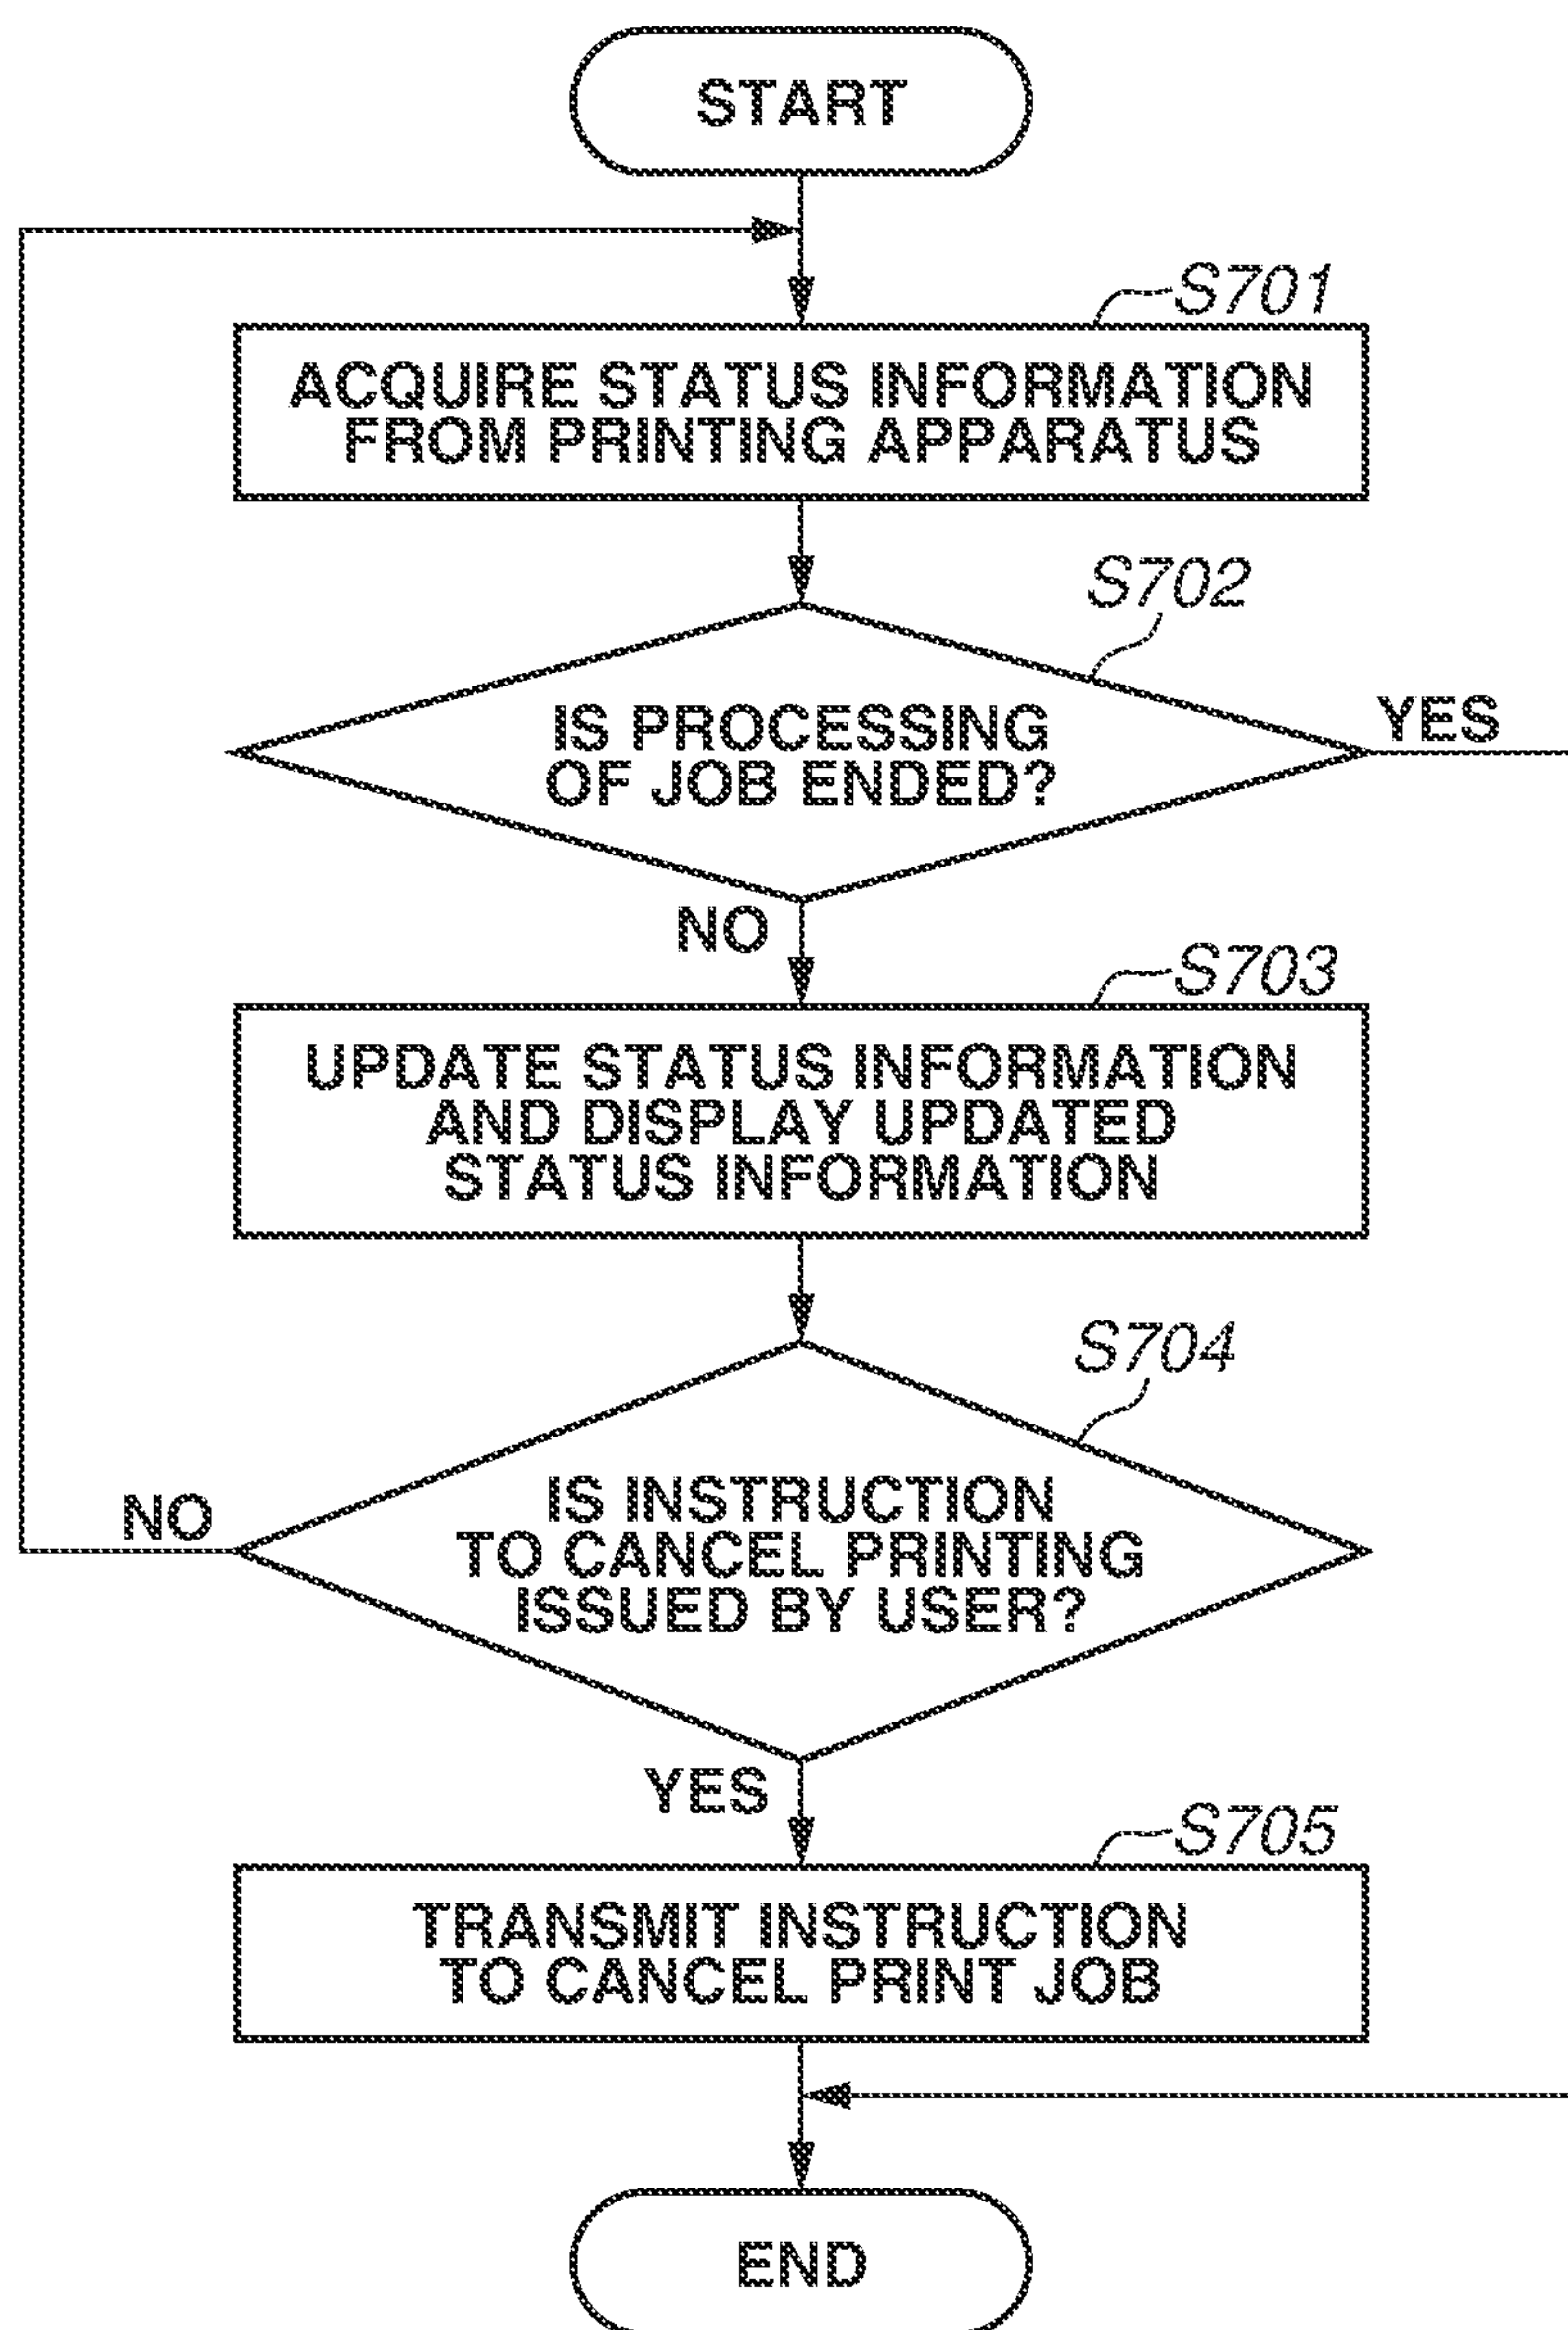 START
S701
ACQUIRE STATUS INFORMATION
FROM PRINTING APPARATUS
S702
IS PROCESSING
OF JOB ENDED?
YES
NO
S703
UPDATE STATUS INFORMATION
AND DISPLAY UPDATED
STATUS INFORMATION
S704
IS INSTRUCTION
TO CANCEL PRINTING
ISSUED BY USER?
NO
YES
S705
TRANSMIT INSTRUCTION
TO CANCEL PRINT JOB
END